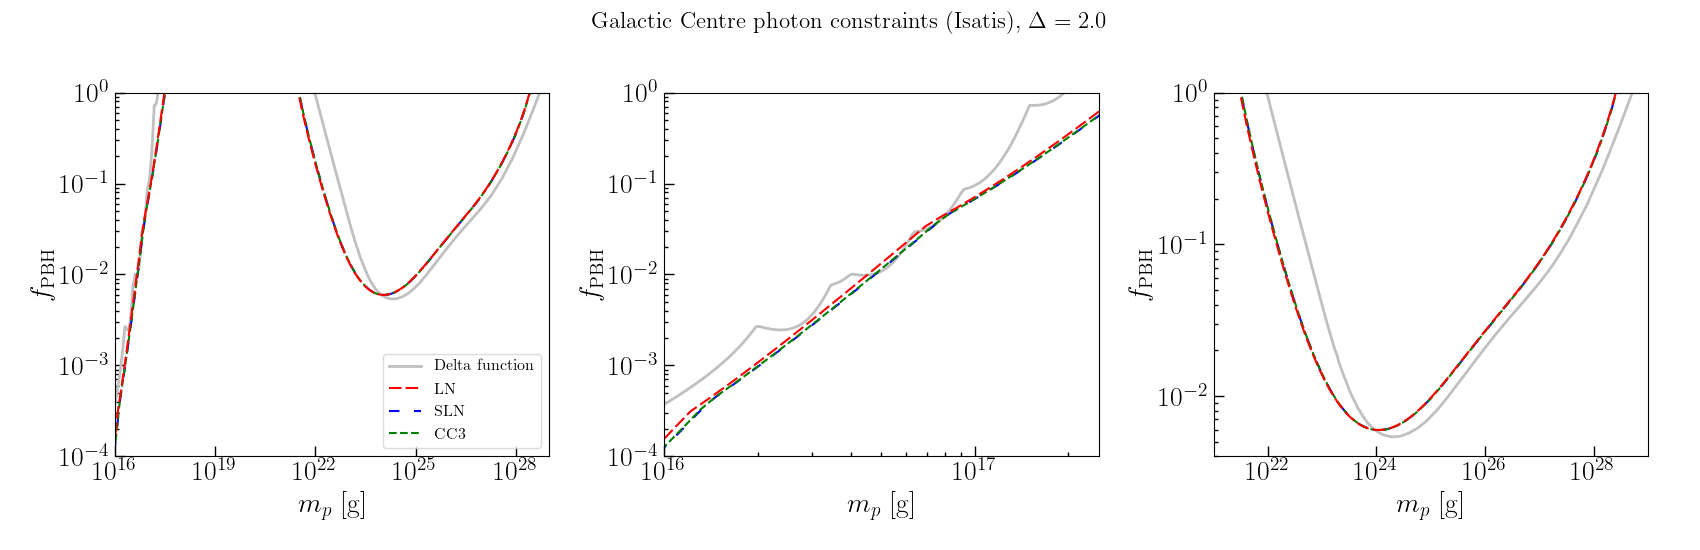 Galactic Centre photon constraints (Isatis), Δ = 2.0
10^0
10^-1
10^-2
10^-3
10^-4
f_PBH
10^16
10^19
10^22
10^25
10^28
m_p [g]
Delta function
LN
SLN
CC3
10^0
10^-1
10^-2
10^-3
10^-4
f_PBH
10^16
10^17
m_p [g]
10^0
10^-1
10^-2
f_PBH
10^22
10^24
10^26
10^28
m_p [g]